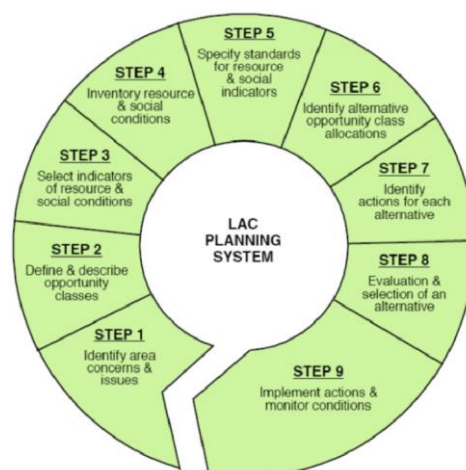 STEP 1
Identify area
concerns &
issues
STEP 2
Define & describe
opportunity
classes
STEP 3
Select indicators
of resource &
social conditions
STEP 4
Inventory resource
& social
conditions
STEP 5
Specify standards
for resource
& social
indicators
STEP 6
Identify alternative
opportunity class
allocations
STEP 7
Identify
actions for each
alternative
STEP 8
Evaluation &
selection of an
alternative
STEP 9
Implement actions &
monitor conditions
LAC
PLANNING
SYSTEM